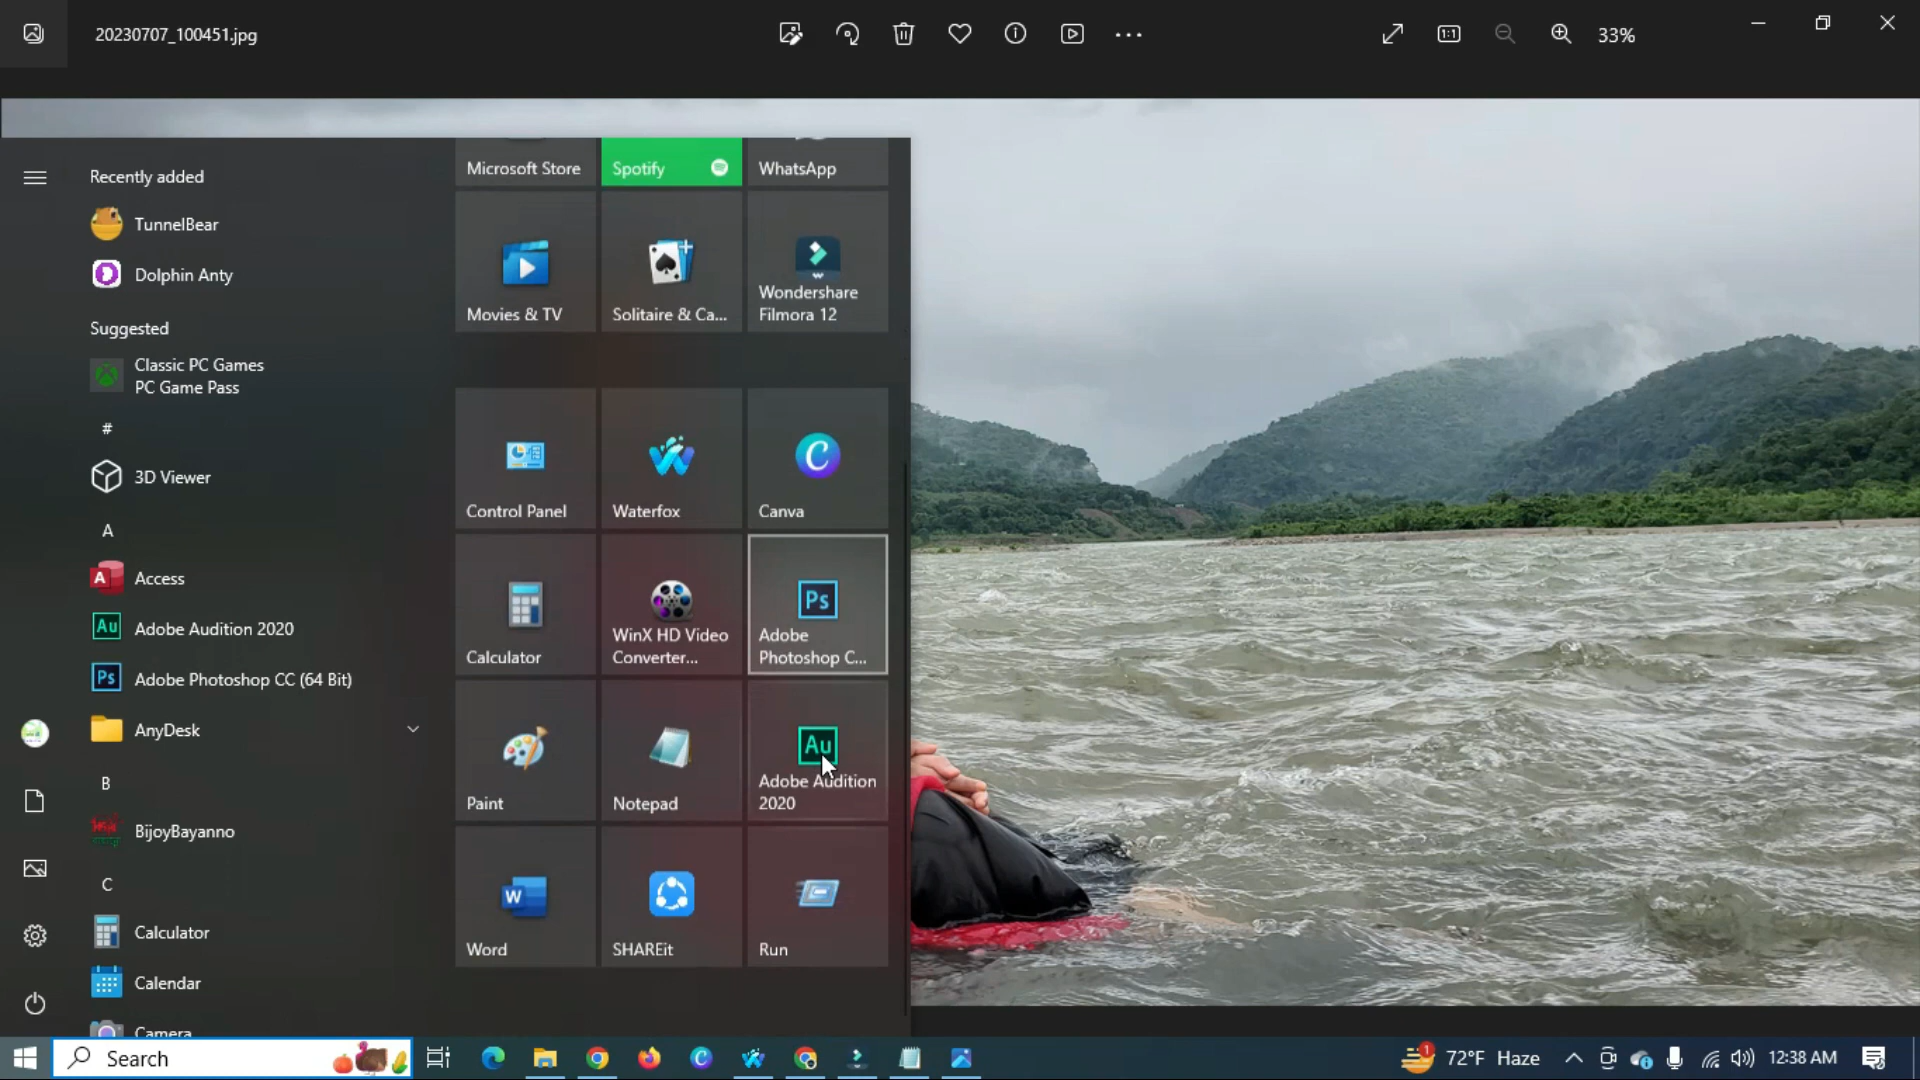 20230707_100451.jpg
33%
Recently added
TunnelBear
Dolphin Anty
Suggested
Classic PC Games
PC Game Pass
#
3D Viewer
A
Access
Adobe Audition 2020
Adobe Photoshop CC (64 Bit)
AnyDesk
B
BijoyBayanno
C
Calculator
Calendar
Camera
Microsoft Store
Spotify
WhatsApp
Movies & TV
Solitaire & Ca...
Wondershare
Filmora 12
Control Panel
Waterfox
Canva
Calculator
WinX HD Video
Converter...
Adobe
Photoshop C...
Paint
Notepad
Adobe Audition
2020
Word
SHAREit
Run
Search
72°F Haze
12:38 AM